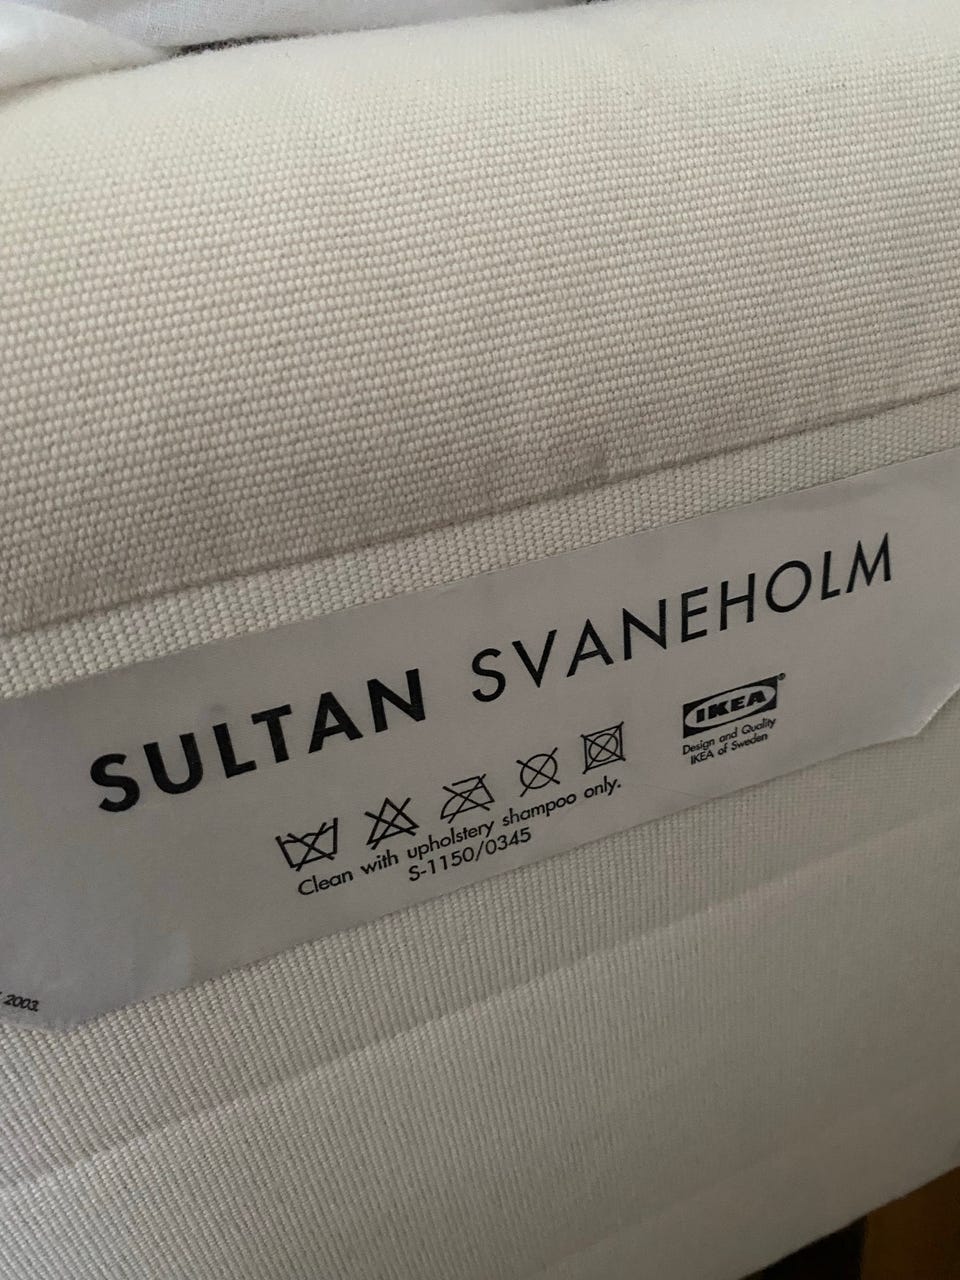 SULTAN SVANEHOLM
IKEA®
Design and Quality
IKEA of Sweden
Clean with upholstery shampoo only.
S-1150/0345
2003.